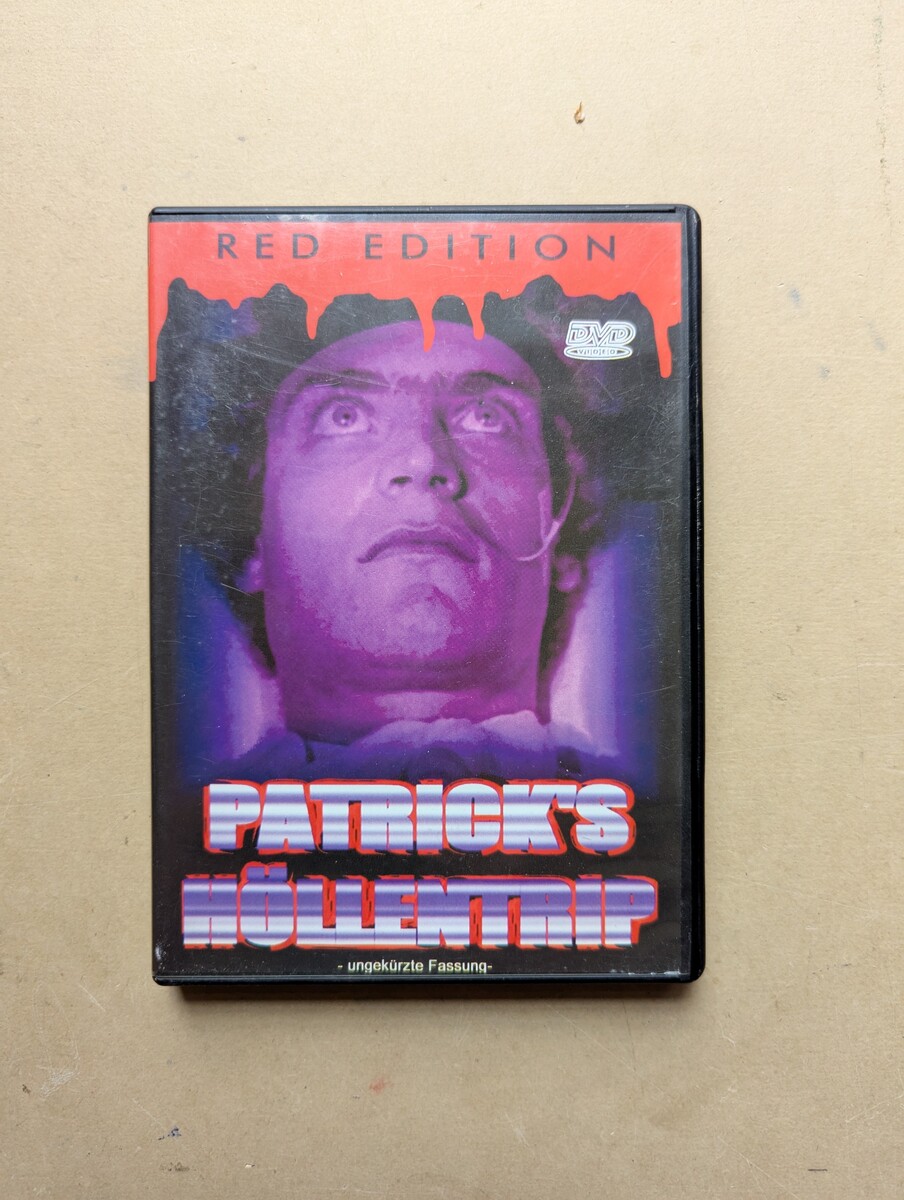 RED EDITION
DVD
VIDEO
PATRICK'S
HÖLLENTRIP
- ungekürzte Fassung-